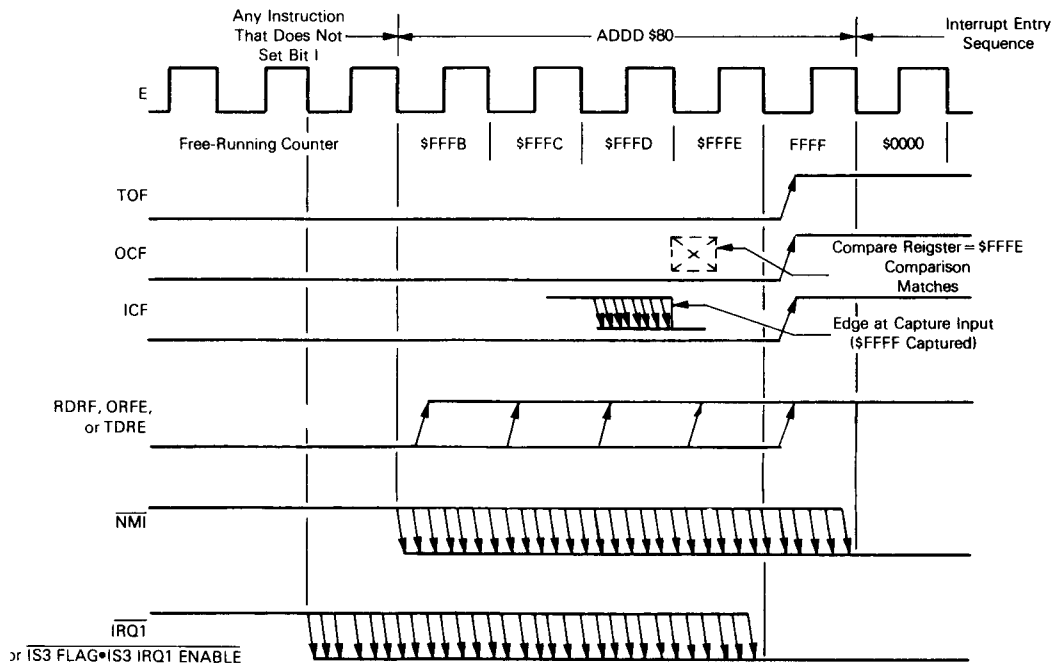 Any Instruction
That Does Not
Set Bit I
ADDD $80
Interrupt Entry
Sequence
E
Free-Running Counter
$FFFB
$FFFC
$FFFD
$FFFE
FFFF
$0000
TOF
OCF
Compare Reigster = $FFFE
Comparison
Matches
ICF
Edge at Capture Input
($FFFF Captured)
RDRF, ORFE,
or TDRE
NMI
IRQ1
or IS3 FLAG•IS3 IRQ1 ENABLE